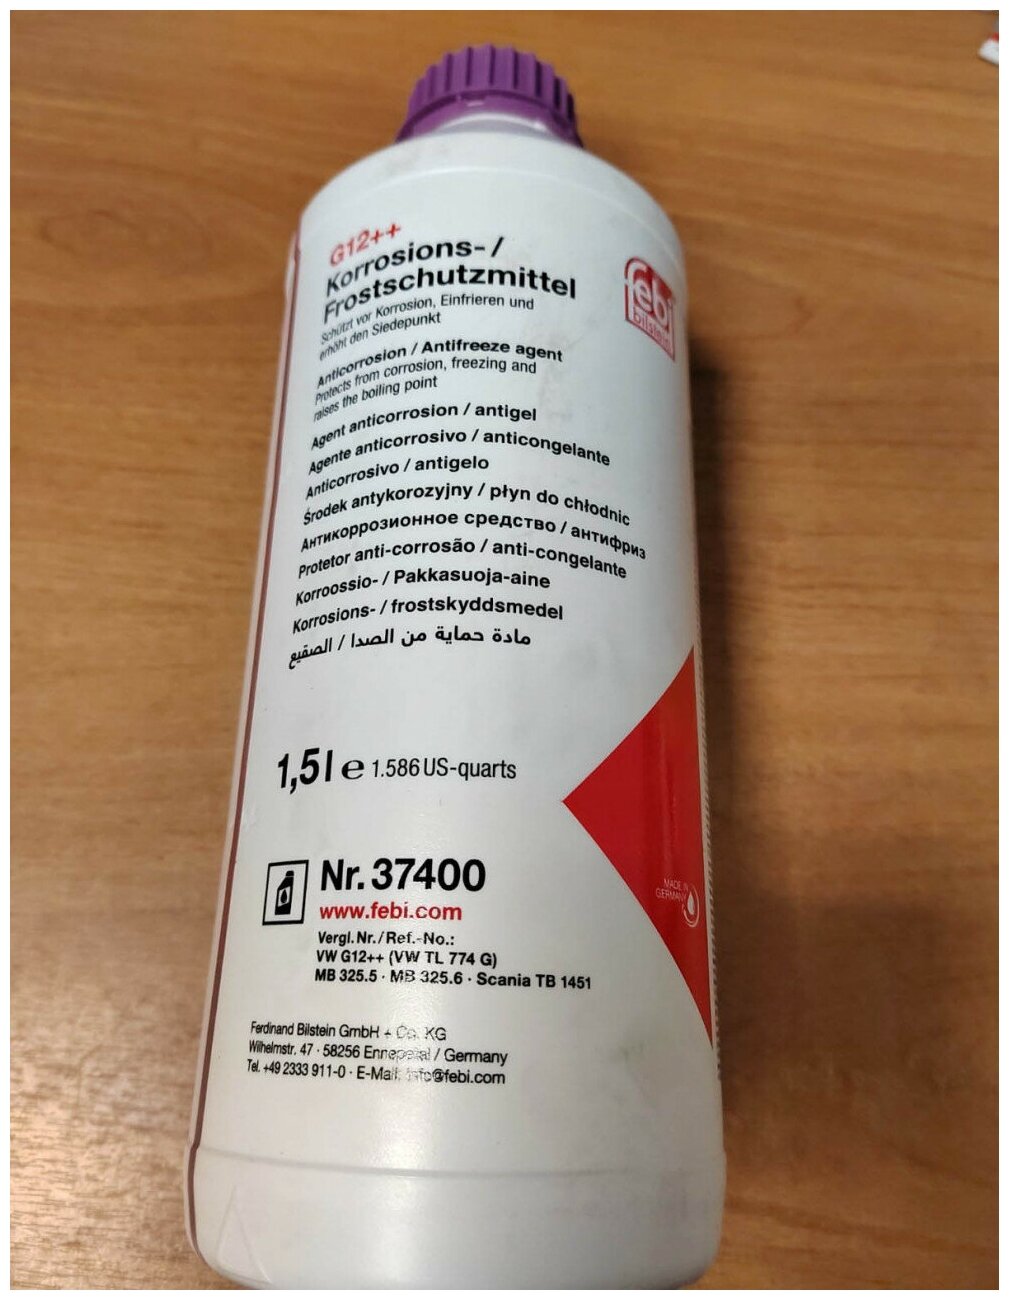 G12++
Korrosions-/
Frostschutzmittel
Schützt vor Korrosion, Einfrieren und
erhöht den Siedepunkt
febi
bilstein
Anticorrosion / Antifreeze agent
Protects from corrosion, freezing and
raises the boiling point
Agent anticorrosion / antigel
Agente anticorrosivo / anticongelante
Anticorrosivo / antigelo
Środek antykorozyjny / płyn do chłodnic
Антикоррозионное средство / антифриз
Protetor anti-corrosão / anti-congelante
Korroossio- / Pakkasuoja-aine
Korrosions- / frostskyddsmedel
مادة حماية من الصدا / الصقيع
1,5 l e 1.586 US-quarts
Nr. 37400
www.febi.com
MADE IN
GERMANY
Vergl. Nr./Ref.-No.:
VW G12++ (VW TL 774 G)
MB 325.5 · MB 325.6 · Scania TB 1451
Ferdinand Bilstein GmbH + Co. KG
Wilhelmstr. 47 · 58256 Ennepetal / Germany
Tel. +49 2333 911-0 · E-Mail: info@febi.com